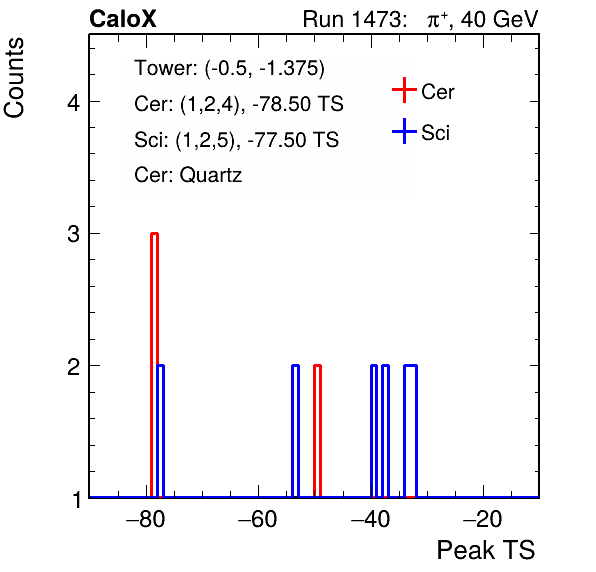 CaloX Run 1473: π⁺, 40 GeV
Counts
Tower: (-0.5, -1.375)
Cer: (1,2,4), -78.50 TS
Sci: (1,2,5), -77.50 TS
Cer: Quartz
Cer
Sci
4
3
2
1
−80 −60 −40 −20
Peak TS